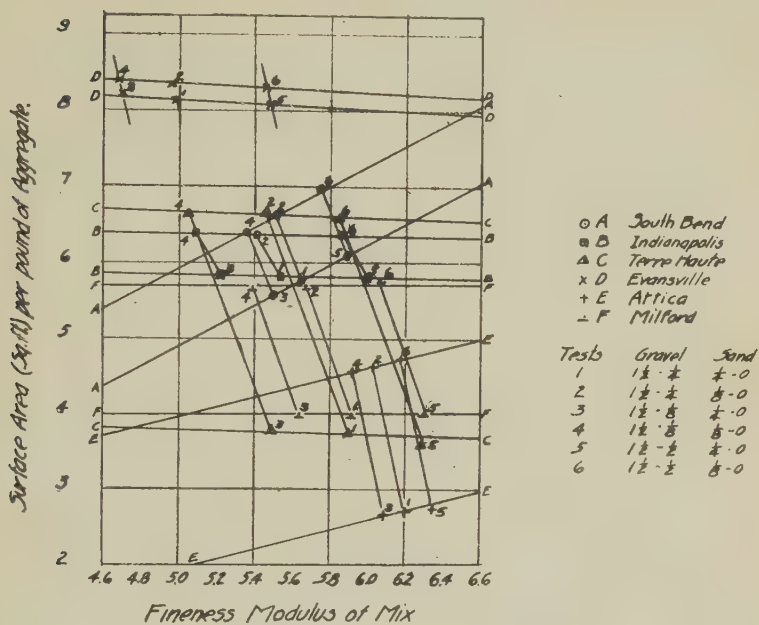 9
8
7
6
5
4
3
2
Surface Area (Sq.ft.) per pound of Aggregate.
4.6 4.8 5.0 5.2 5.4 5.6 5.8 6.0 6.2 6.4 6.6
Fineness Modulus of Mix
A South Bend
B Indianapolis
C Terre Haute
D Evansville
E Attica
F Milford
Tests Gravel Sand
1 1½-¼ ¼-0
2 1½-¼ ⅛-0
3 1½-⅛ ¼-0
4 1½-⅛ ⅛-0
5 1½-½ ¼-0
6 1½-½ ⅛-0
D
D
C
B
B
F
A
A
F
C
E
E
D
A
D
A
C
B
B
F
E
F
C
E